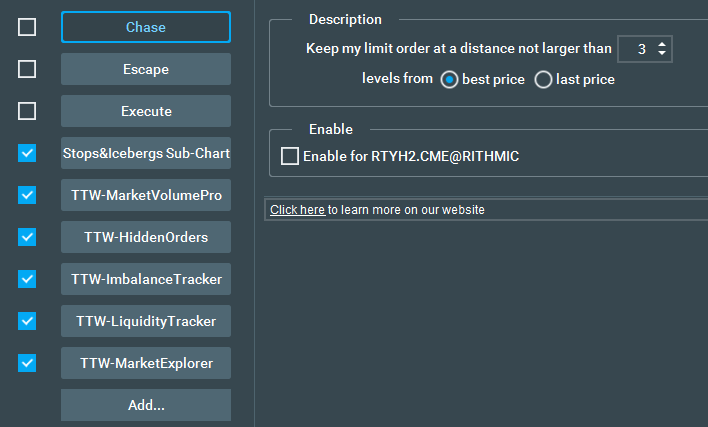 Chase
Escape
Execute
Stops&Icebergs Sub-Chart
TTW-MarketVolumePro
TTW-HiddenOrders
TTW-ImbalanceTracker
TTW-LiquidityTracker
TTW-MarketExplorer
Add...
Description
Keep my limit order at a distance not larger than 3
levels from best price last price
Enable
Enable for RTYH2.CME@RITHMIC
Click here to learn more on our website